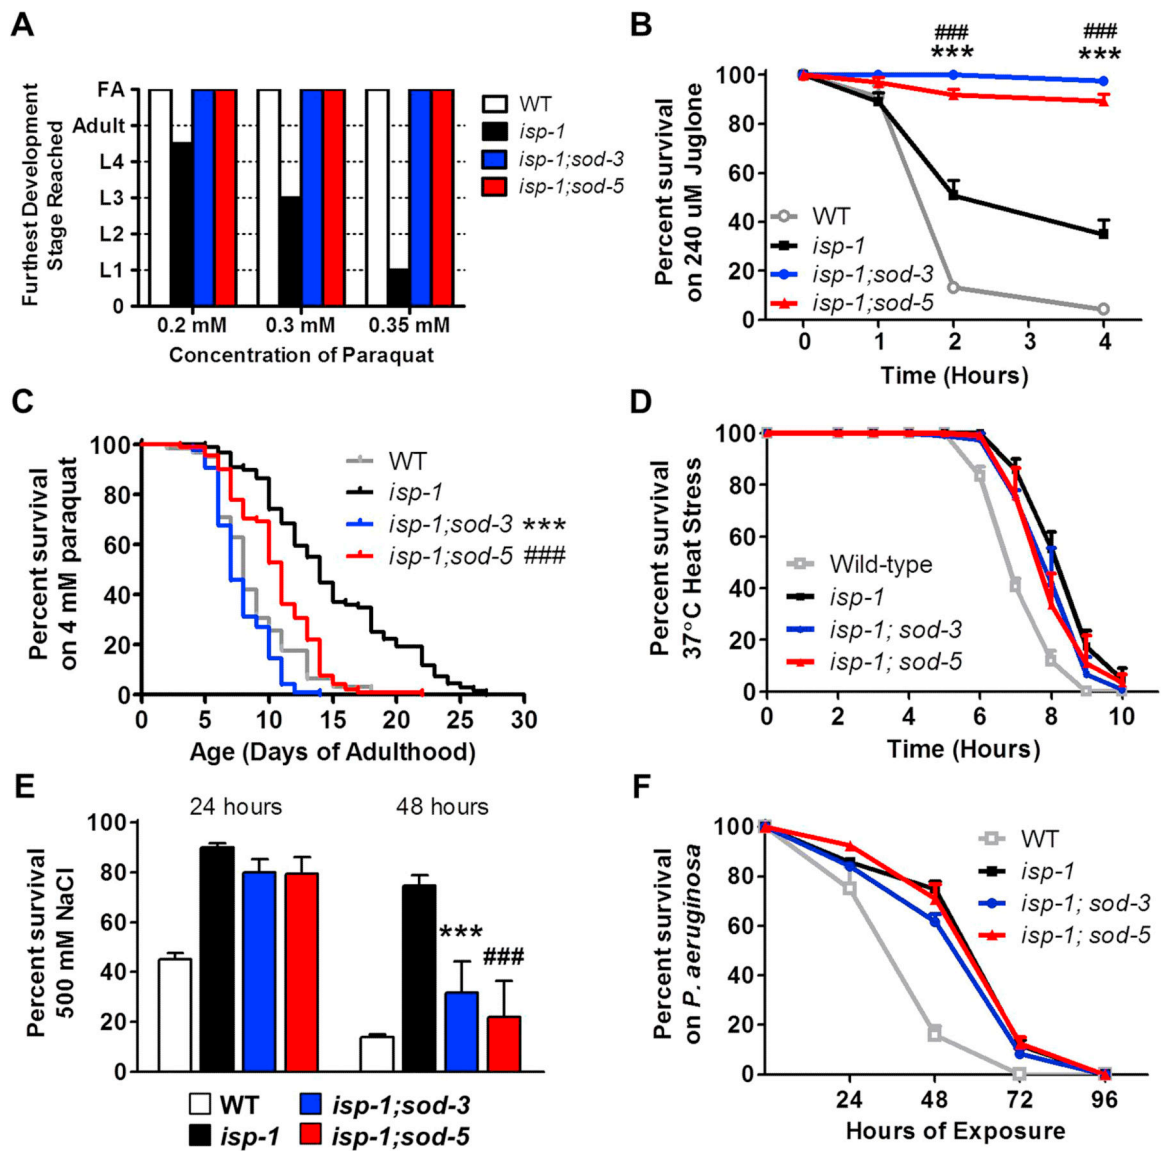 A
Furthest Development
Stage Reached
FA
Adult
L4
L3
L2
L1
0
0.2 mM
0.3 mM
0.35 mM
Concentration of Paraquat
WT
isp-1
isp-1;sod-3
isp-1;sod-5
B
###
***
###
***
Percent survival
on 240 uM Juglone
100
80
60
40
20
0
WT
isp-1
isp-1;sod-3
isp-1;sod-5
0
1
2
3
4
Time (Hours)
C
Percent survival
on 4 mM paraquat
100
80
60
40
20
0
WT
isp-1
isp-1;sod-3 ***
isp-1;sod-5 ###
0
5
10
15
20
25
30
Age (Days of Adulthood)
D
Percent survival
37°C Heat Stress
100
80
60
40
20
0
Wild-type
isp-1
isp-1; sod-3
isp-1; sod-5
0
2
4
6
8
10
Time (Hours)
E
24 hours
48 hours
Percent survival
500 mM NaCl
100
80
60
40
20
0
***
###
WT
isp-1
isp-1;sod-3
isp-1;sod-5
F
Percent survival
on P. aeruginosa
100
80
60
40
20
0
WT
isp-1
isp-1; sod-3
isp-1; sod-5
24
48
72
96
Hours of Exposure